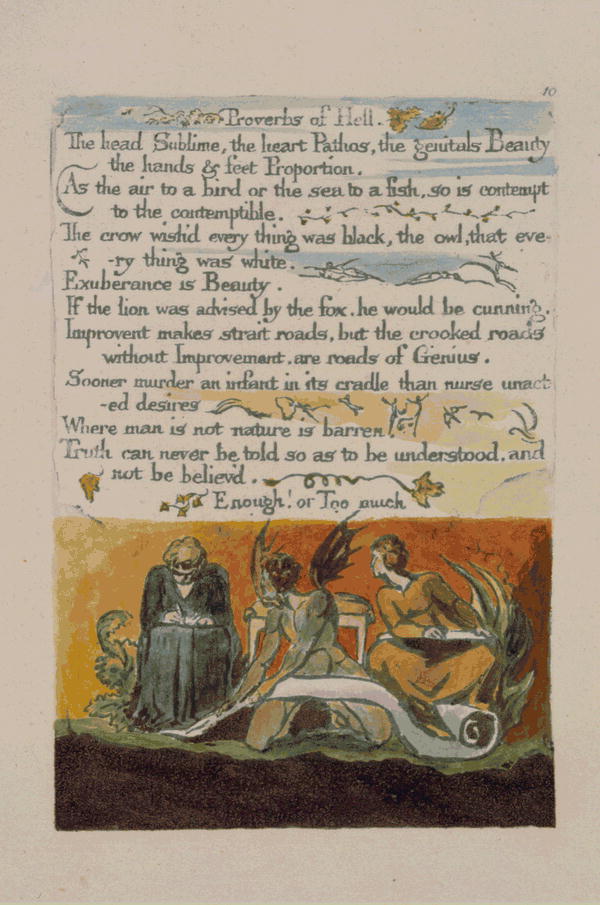 10
Proverbs of Hell.
The head Sublime, the heart Pathos, the genitals Beauty
the hands & feet Proportion.
As the air to a bird or the sea to a fish, so is contempt
to the contemptible.
The crow wish'd every thing was black, the owl, that eve-
-ry thing was white.
Exuberance is Beauty.
If the lion was advised by the fox. he would be cunning.
Improvent makes strait roads, but the crooked roads
without Improvement. are roads of Genius.
Sooner murder an infant in its cradle than nurse unact-
-ed desires
Where man is not nature is barren.
Truth can never be told so as to be understood. and
not be believ'd.
Enough! or Too much